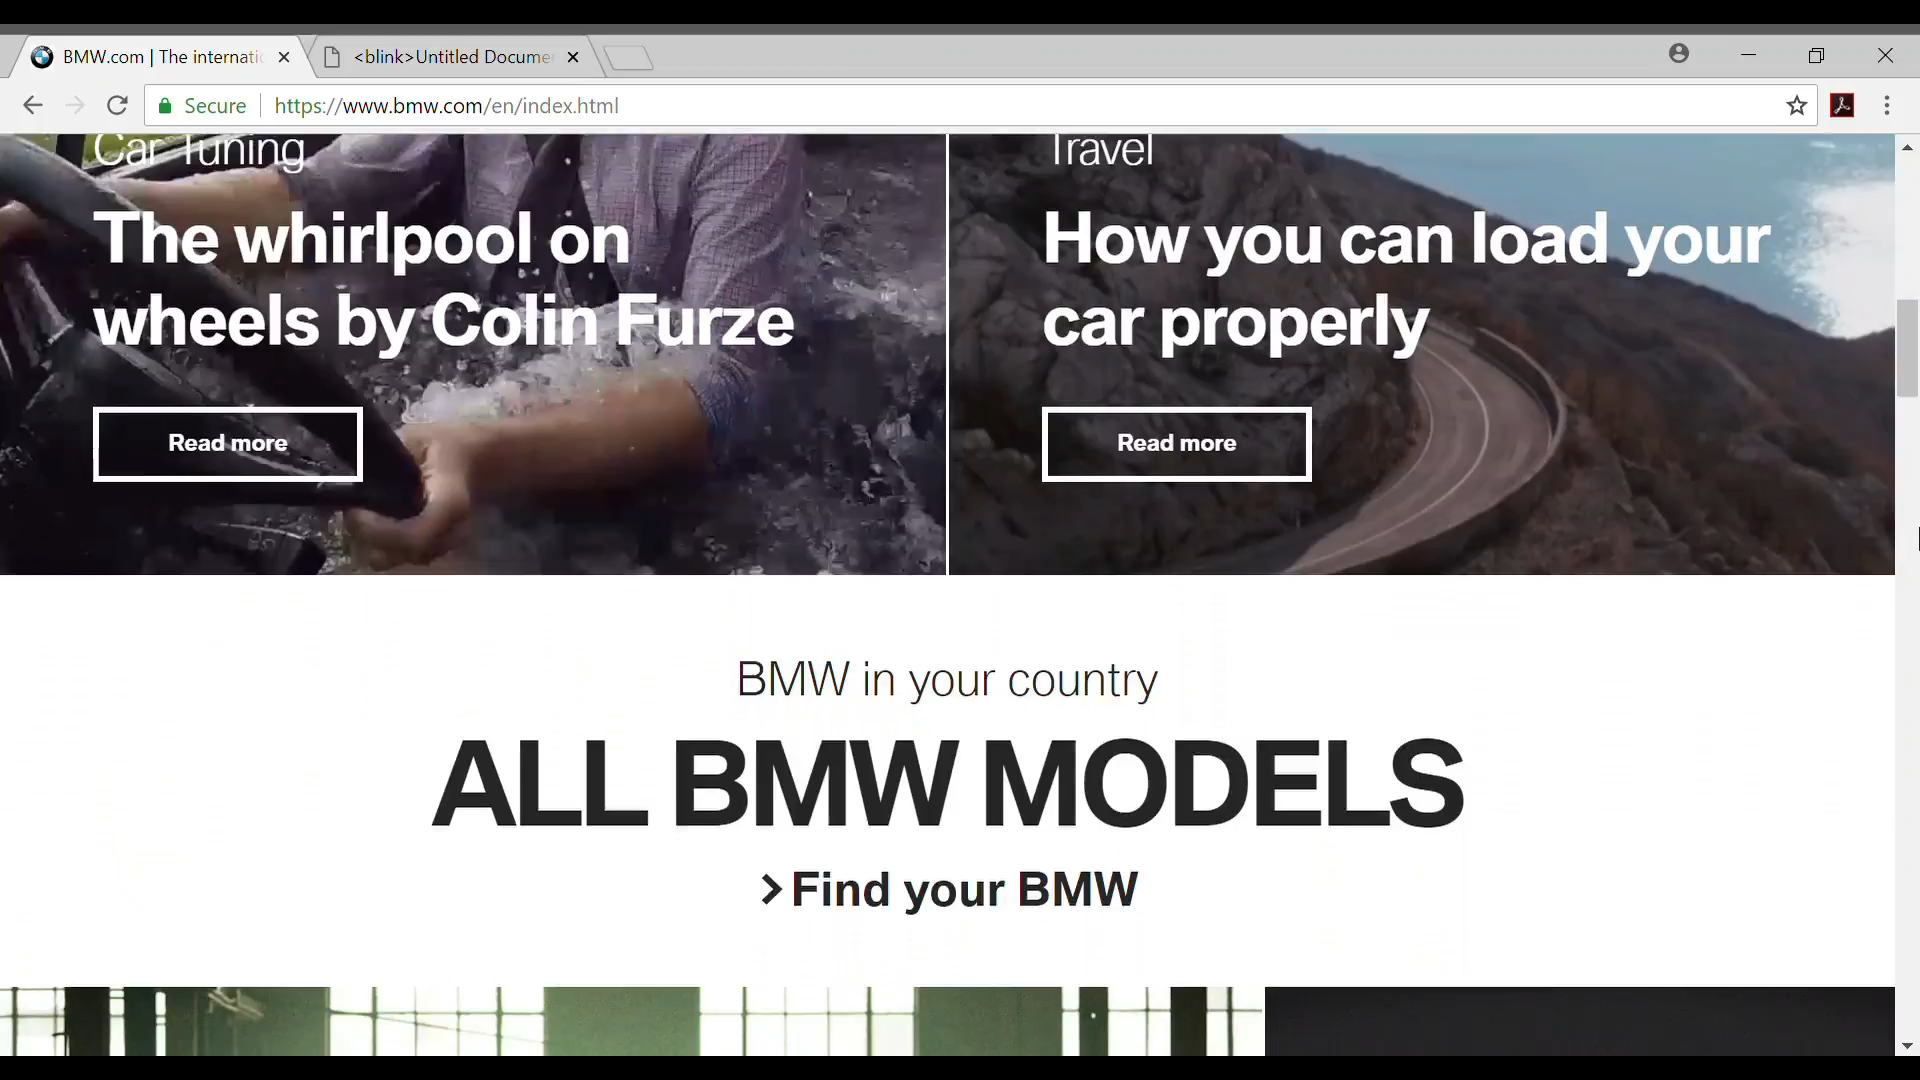 BMW.com | The internati
<blink>Untitled Docume
Secure
https://www.bmw.com/en/index.html
Car Tuning
The whirlpool on
wheels by Colin Furze
Read more
Travel
How you can load your
car properly
Read more
BMW in your country
ALL BMW MODELS
Find your BMW